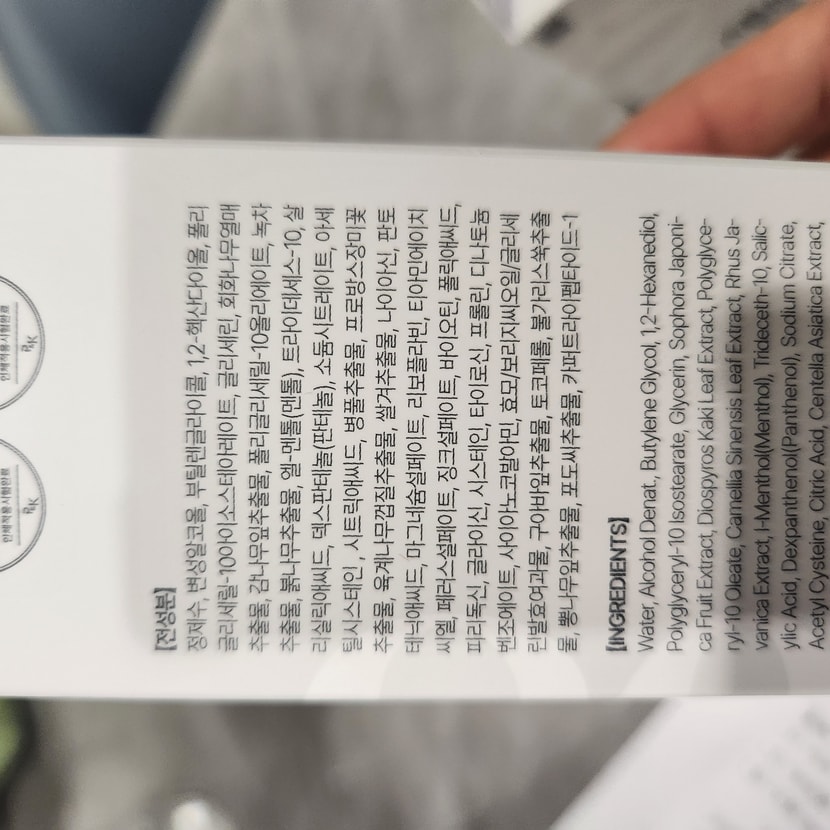 인체적용시험완료
P&K
인체적용시험완료
P&K
[전성분]
정제수, 변성알코올, 부틸렌글라이콜, 1,2-헥산다이올, 폴리
글리세릴-10아이소스테아레이트, 글리세린, 회화나무열매
추출물, 감나무잎추출물, 폴리글리세릴-10올리에이트, 녹차
추출물, 붉나무추출물, 엘-멘톨(멘톨), 트라이데세스-10, 살
리실릭애씨드, 덱스판테놀(판테놀), 소듐시트레이트, 아세
틸시스테인, 시트릭애씨드, 병풀추출물, 프로방스장미꽃
추출물, 육계나무껍질추출물, 쌀겨추출물, 나이아신, 판토
테닉애씨드, 마그네슘설페이트, 리보플라빈, 티아민에이치
씨엘, 페러스설페이트, 징크설페이트, 바이오틴, 폴릭애씨드,
피리독신, 글라이신, 시스테인, 타이로신, 프롤린, 디나토늄
벤조에이트, 사이아노코발아민, 효모/보리지씨오일/글리세
린발효여과물, 구아바잎추출물, 토코페롤, 불가리스쑥추출
물, 뽕나무잎추출물, 포도씨추출물, 카퍼트라이펩타이드-1
[INGREDIENTS]
Water, Alcohol Denat., Butylene Glycol, 1,2-Hexanediol,
Polyglyceryl-10 Isostearate, Glycerin, Sophora Japoni-
ca Fruit Extract, Diospyros Kaki Leaf Extract, Polyglyce-
ryl-10 Oleate, Camellia Sinensis Leaf Extract, Rhus Ja-
vanica Extract, l-Menthol(Menthol), Trideceth-10, Salic-
ylic Acid, Dexpanthenol(Panthenol), Sodium Citrate,
Acetyl Cysteine, Citric Acid, Centella Asiatica Extract,